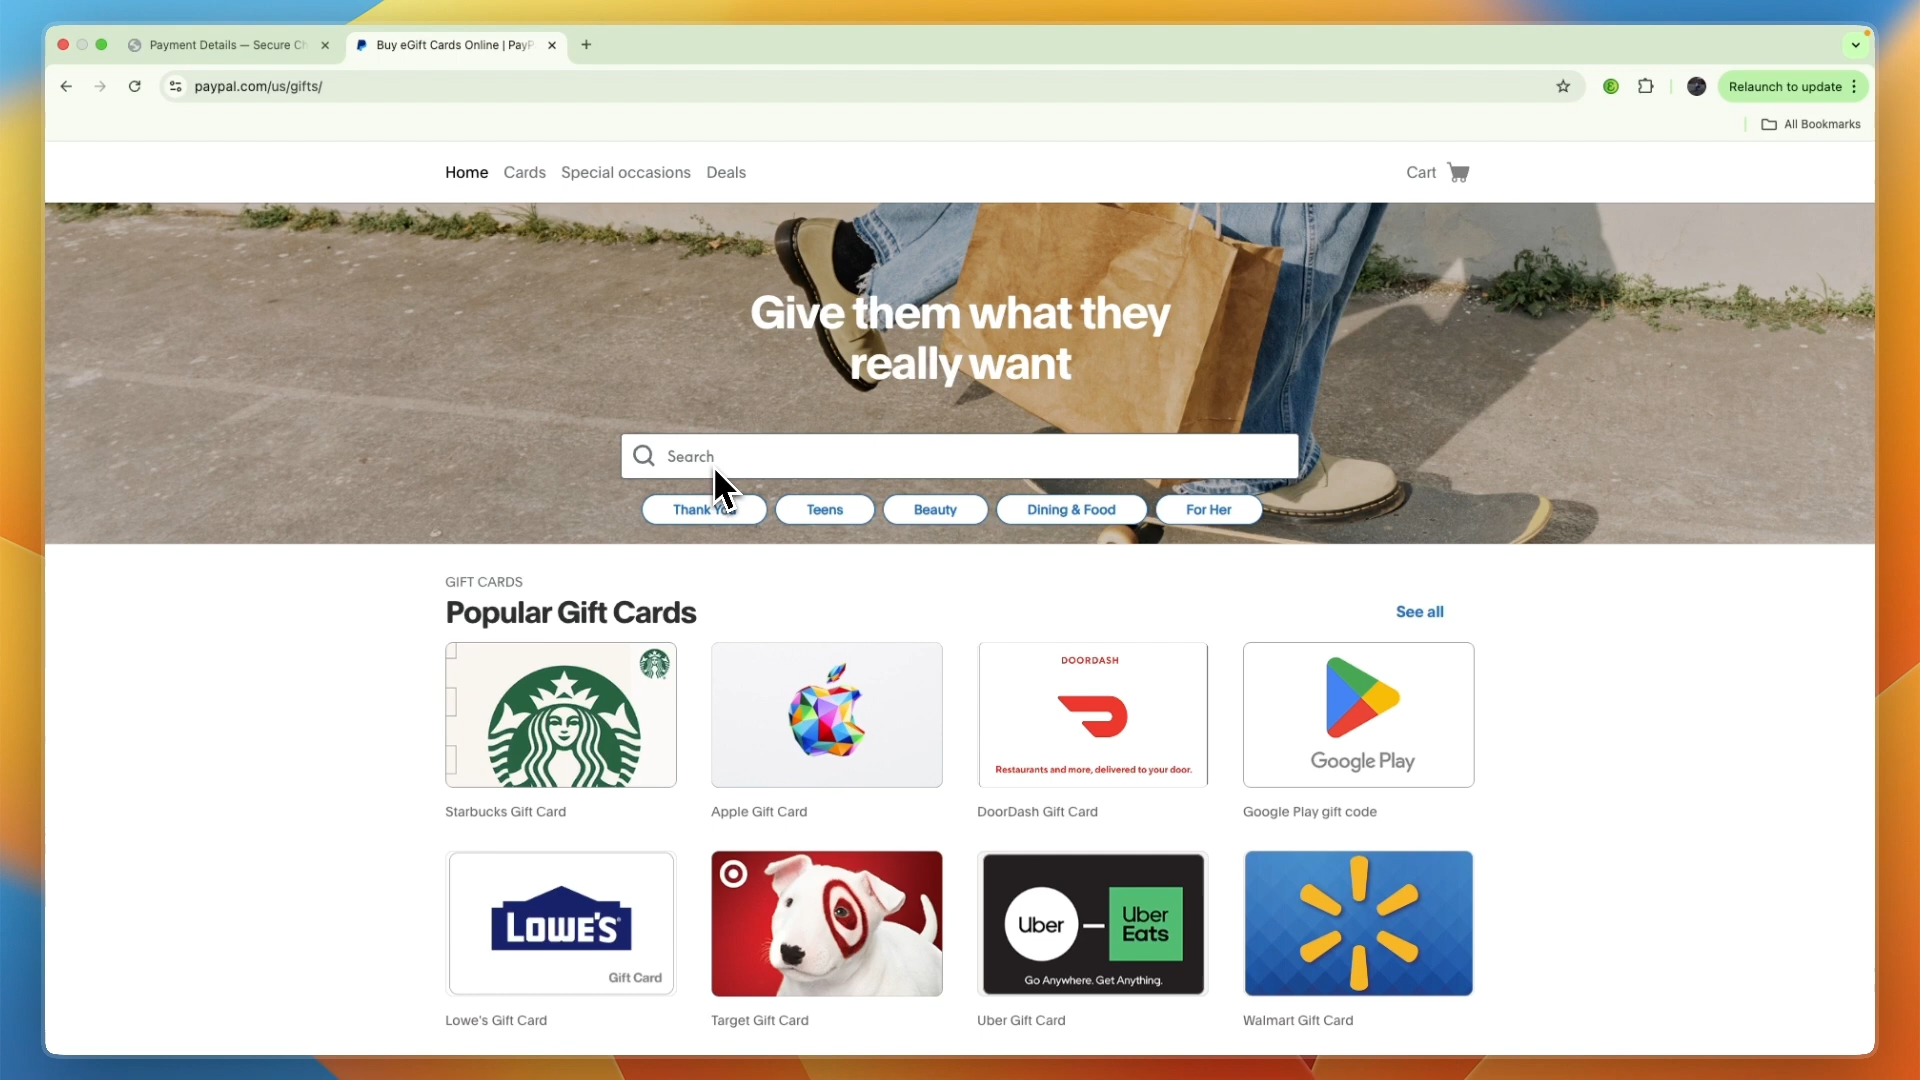 Payment Details — Secure Ch
Buy eGift Cards Online | PayP
paypal.com/us/gifts/
Relaunch to update
All Bookmarks
Home
Cards
Special occasions
Deals
Cart
Give them what they
really want
Search
Thank You
Teens
Beauty
Dining & Food
For Her
GIFT CARDS
Popular Gift Cards
See all
DOORDASH
Restaurants and more, delivered to your door.
Google Play
Starbucks Gift Card
Apple Gift Card
DoorDash Gift Card
Google Play gift code
LOWE'S
Gift Card
Uber
Uber
Eats
Go Anywhere. Get Anything.
Lowe's Gift Card
Target Gift Card
Uber Gift Card
Walmart Gift Card